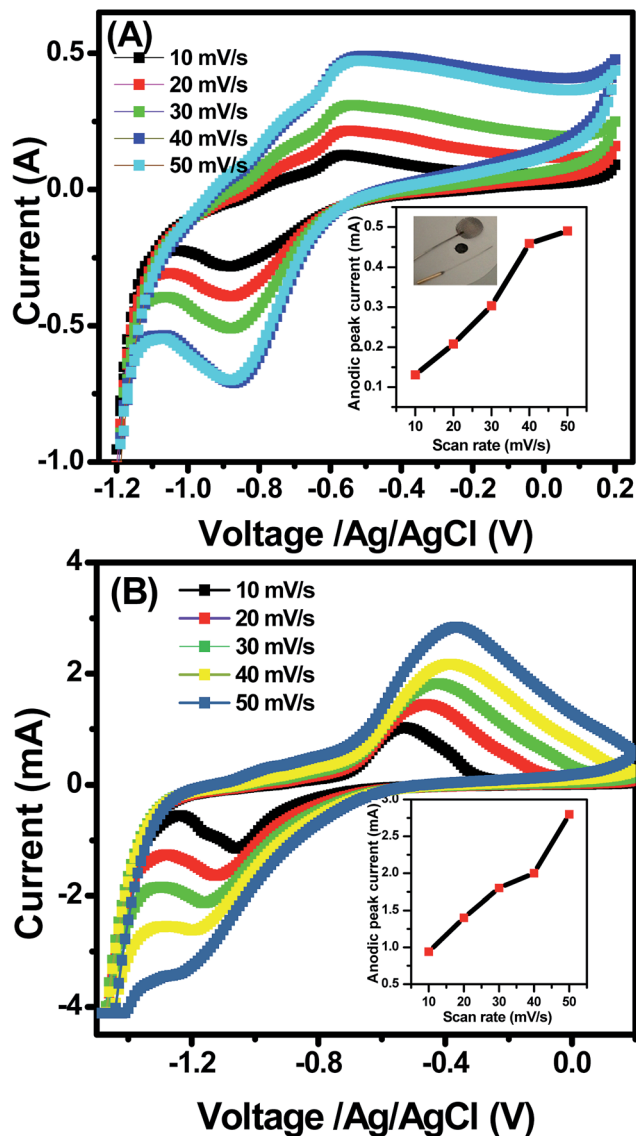 (A)
10 mV/s
20 mV/s
30 mV/s
40 mV/s
50 mV/s
Current (A)
0.5
0.0
-0.5
-1.0
-1.2 -1.0 -0.8 -0.6 -0.4 -0.2 0.0 0.2
Voltage /Ag/AgCl (V)
Anodic peak current (mA)
0.5
0.4
0.3
0.2
0.1
10 20 30 40 50
Scan rate (mV/s)
(B)
10 mV/s
20 mV/s
30 mV/s
40 mV/s
50 mV/s
Current (mA)
4
2
0
-2
-4
-1.2 -0.8 -0.4 0.0
Voltage /Ag/AgCl (V)
Anodic peak current (mA)
3.0
2.5
2.0
1.5
1.0
0.5
10 20 30 40 50
Scan rate (mV/s)